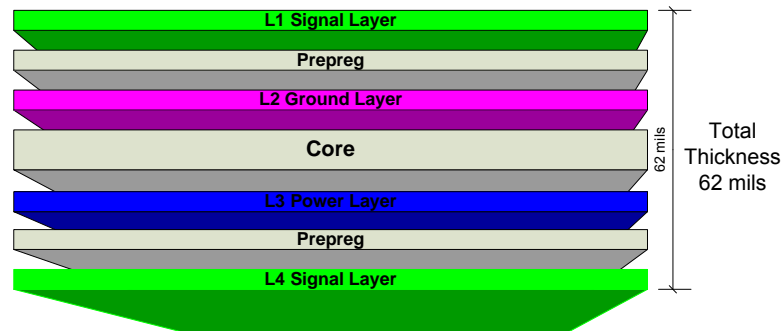 L1 Signal Layer
Prepreg
L2 Ground Layer
Core
L3 Power Layer
Prepreg
L4 Signal Layer
62 mils
Total
Thickness
62 mils